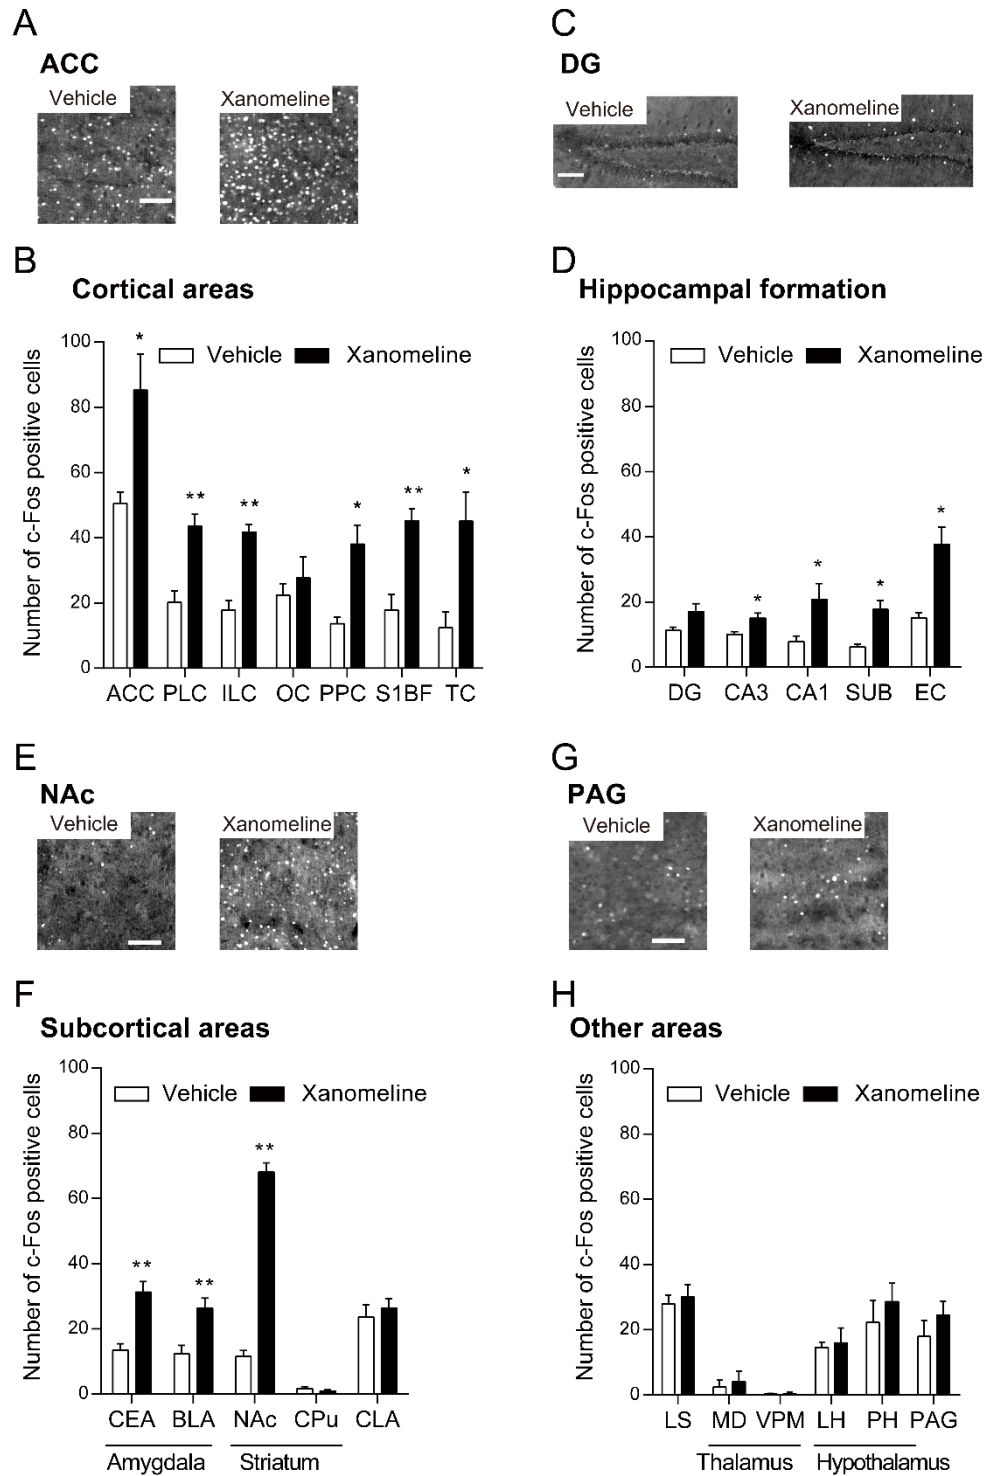 A
ACC
Vehicle
Xanomeline
C
DG
Vehicle
Xanomeline
B
Cortical areas
Number of c-Fos positive cells
100
80
60
40
20
0
Vehicle
Xanomeline
*
**
**
*
**
*
ACC PLC ILC OC PPC S1BF TC
D
Hippocampal formation
Number of c-Fos positive cells
100
80
60
40
20
0
Vehicle
Xanomeline
*
*
*
*
DG CA3 CA1 SUB EC
E
NAc
Vehicle
Xanomeline
G
PAG
Vehicle
Xanomeline
F
Subcortical areas
Number of c-Fos positive cells
100
80
60
40
20
0
Vehicle
Xanomeline
**
**
**
CEA BLA NAc CPu CLA
Amygdala Striatum
H
Other areas
Number of c-Fos positive cells
100
80
60
40
20
0
Vehicle
Xanomeline
LS MD VPM LH PH PAG
Thalamus Hypothalamus